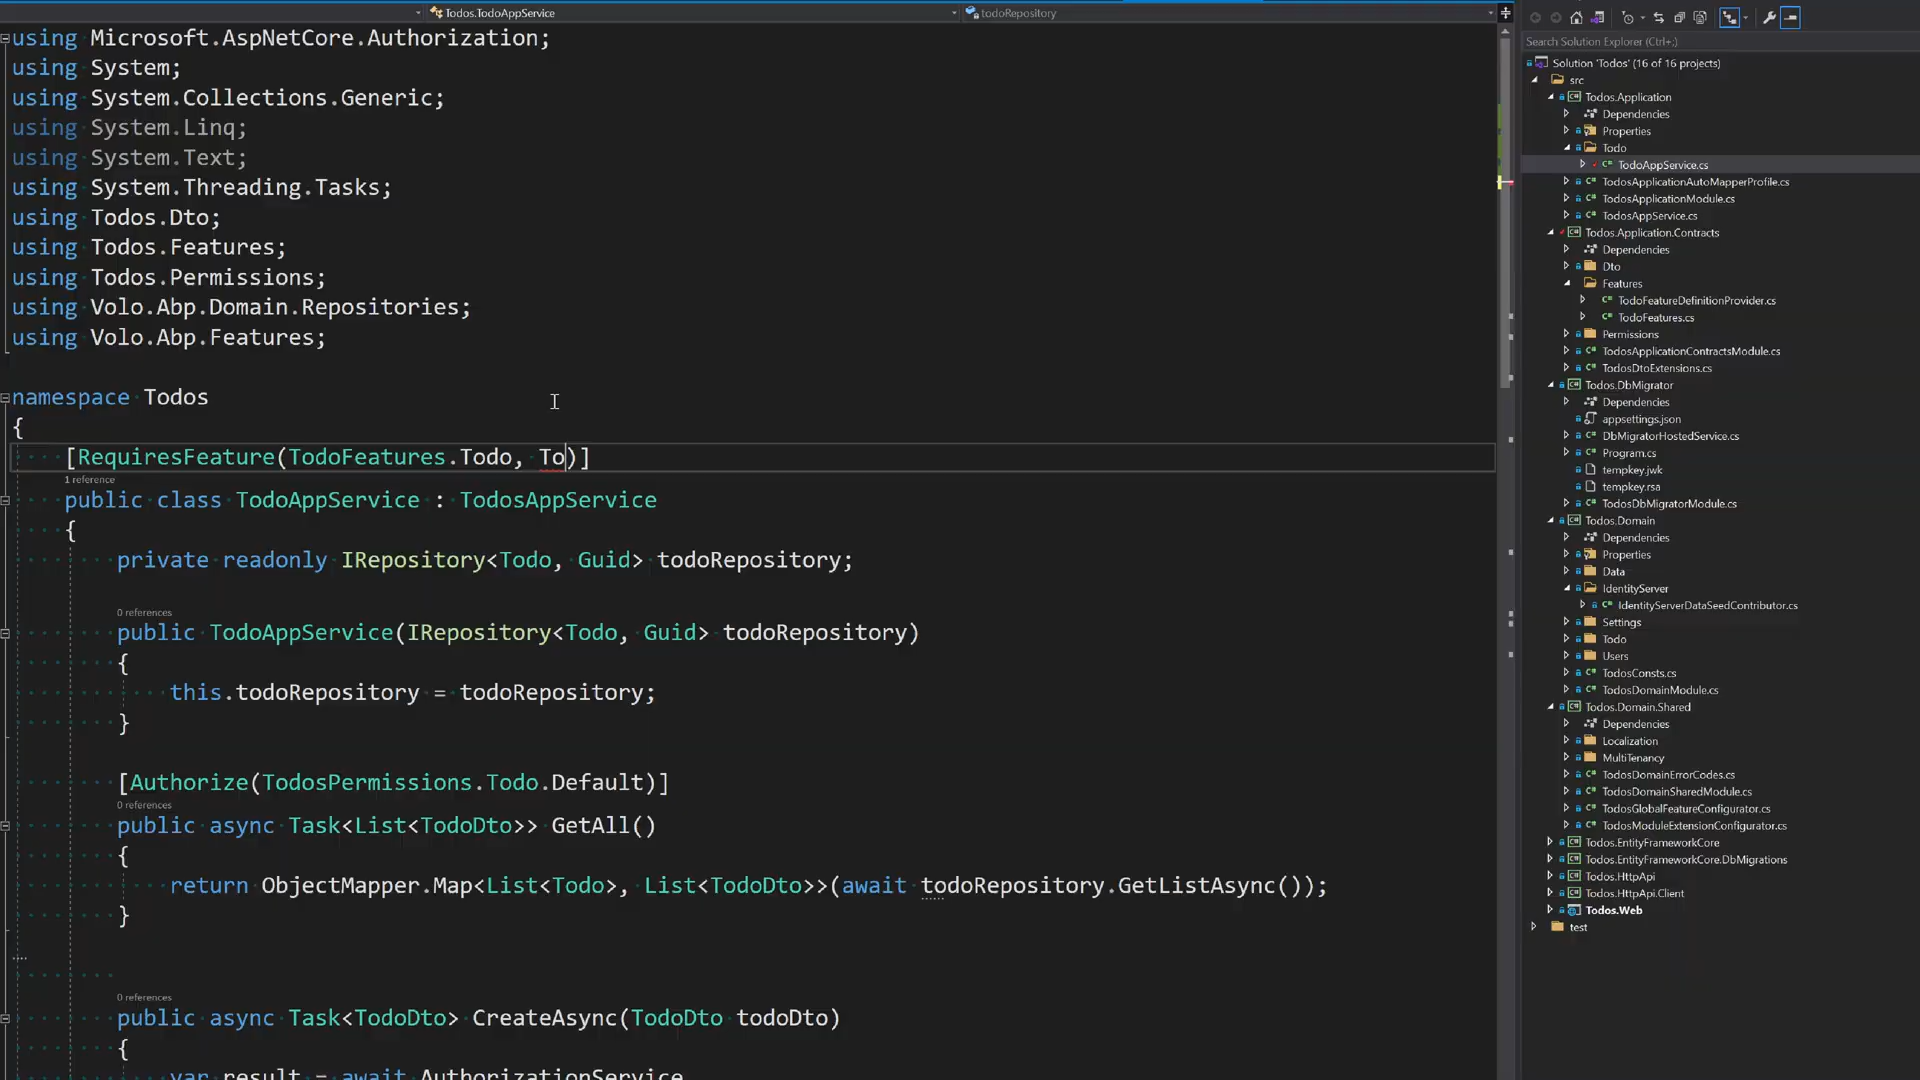 Todos.TodoAppService
todoRepository
using Microsoft.AspNetCore.Authorization;
using System;
using System.Collections.Generic;
using System.Linq;
using System.Text;
using System.Threading.Tasks;
using Todos.Dto;
using Todos.Features;
using Todos.Permissions;
using Volo.Abp.Domain.Repositories;
using Volo.Abp.Features;
namespace Todos
{
[RequiresFeature(TodoFeatures.Todo, To)]
1 reference
public class TodoAppService : TodosAppService
{
private readonly IRepository<Todo, Guid> todoRepository;
0 references
public TodoAppService(IRepository<Todo, Guid> todoRepository)
{
this.todoRepository = todoRepository;
}
[Authorize(TodosPermissions.Todo.Default)]
0 references
public async Task<List<TodoDto>> GetAll()
{
return ObjectMapper.Map<List<Todo>, List<TodoDto>>(await todoRepository.GetListAsync());
}
0 references
public async Task<TodoDto> CreateAsync(TodoDto todoDto)
{
var result = await AuthorizationService
Search Solution Explorer (Ctrl+;)
Solution 'Todos' (16 of 16 projects)
src
Todos.Application
Dependencies
Properties
Todo
TodoAppService.cs
TodosApplicationAutoMapperProfile.cs
TodosApplicationModule.cs
TodosAppService.cs
Todos.Application.Contracts
Dependencies
Dto
Features
TodoFeatureDefinitionProvider.cs
TodoFeatures.cs
Permissions
TodosApplicationContractsModule.cs
TodosDtoExtensions.cs
Todos.DbMigrator
Dependencies
appsettings.json
DbMigratorHostedService.cs
Program.cs
tempkey.jwk
tempkey.rsa
TodosDbMigratorModule.cs
Todos.Domain
Dependencies
Properties
Data
IdentityServer
IdentityServerDataSeedContributor.cs
Settings
Todo
Users
TodosConsts.cs
TodosDomainModule.cs
Todos.Domain.Shared
Dependencies
Localization
MultiTenancy
TodosDomainErrorCodes.cs
TodosDomainSharedModule.cs
TodosGlobalFeatureConfigurator.cs
TodosModuleExtensionConfigurator.cs
Todos.EntityFrameworkCore
Todos.EntityFrameworkCore.DbMigrations
Todos.HttpApi
Todos.HttpApi.Client
Todos.Web
test